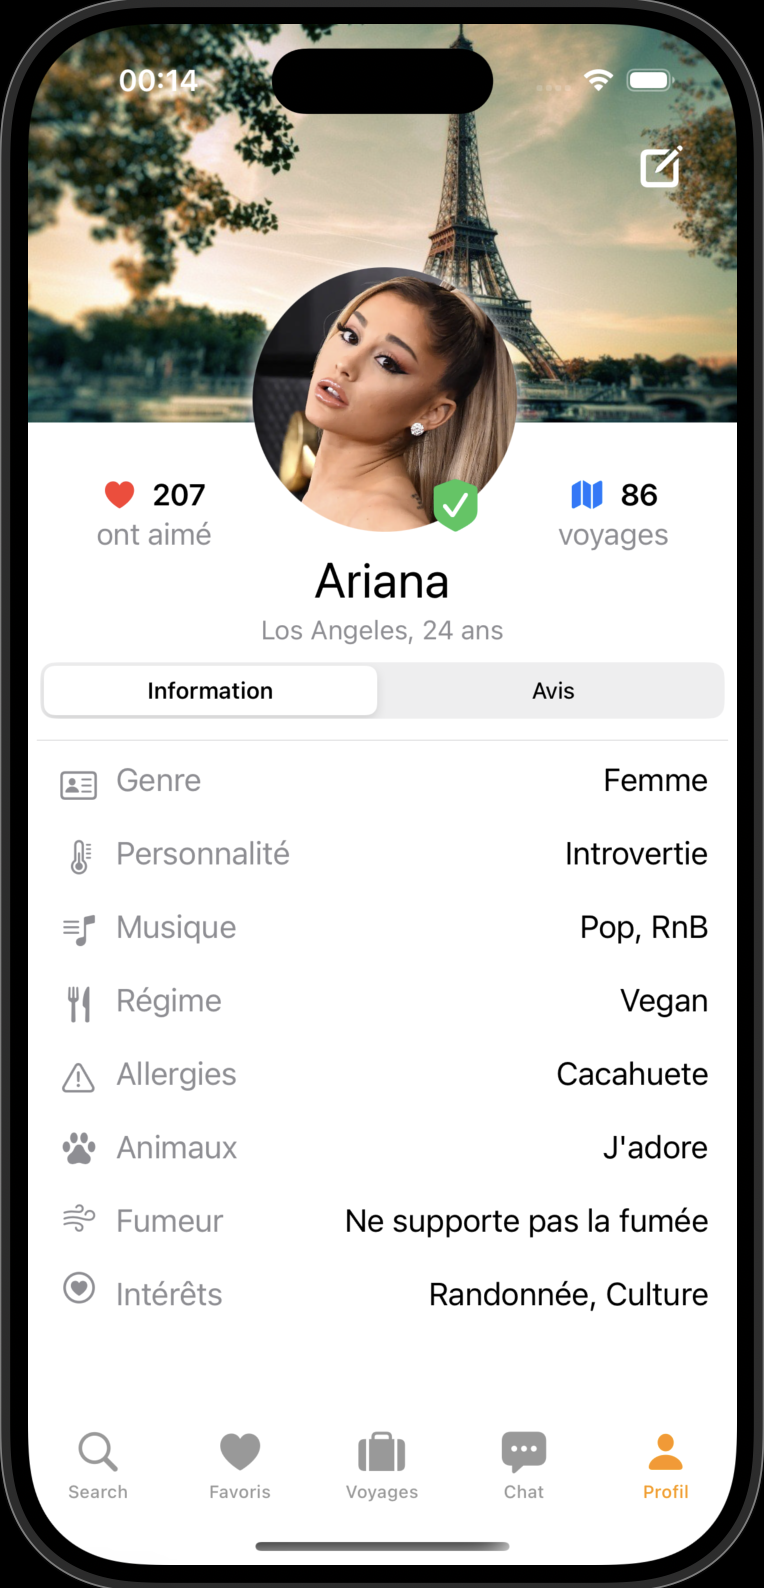 00:14
207
ont aimé
86
voyages
Ariana
Los Angeles, 24 ans
Information
Avis
Genre
Femme
Personnalité
Introvertie
Musique
Pop, RnB
Régime
Vegan
Allergies
Cacahuete
Animaux
J'adore
Fumeur
Ne supporte pas la fumée
Intérêts
Randonnée, Culture
Search
Favoris
Voyages
Chat
Profil